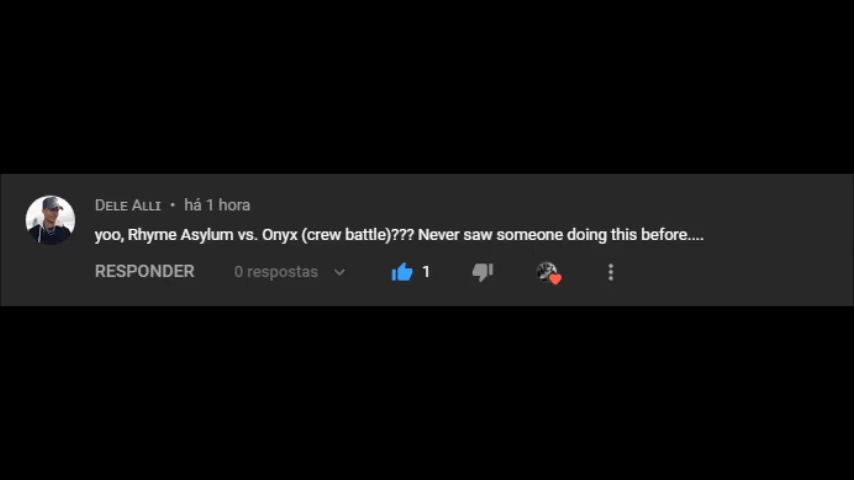 Dele Alli • há 1 hora
yoo, Rhyme Asylum vs. Onyx (crew battle)??? Never saw someone doing this before....
RESPONDER 0 respostas 1